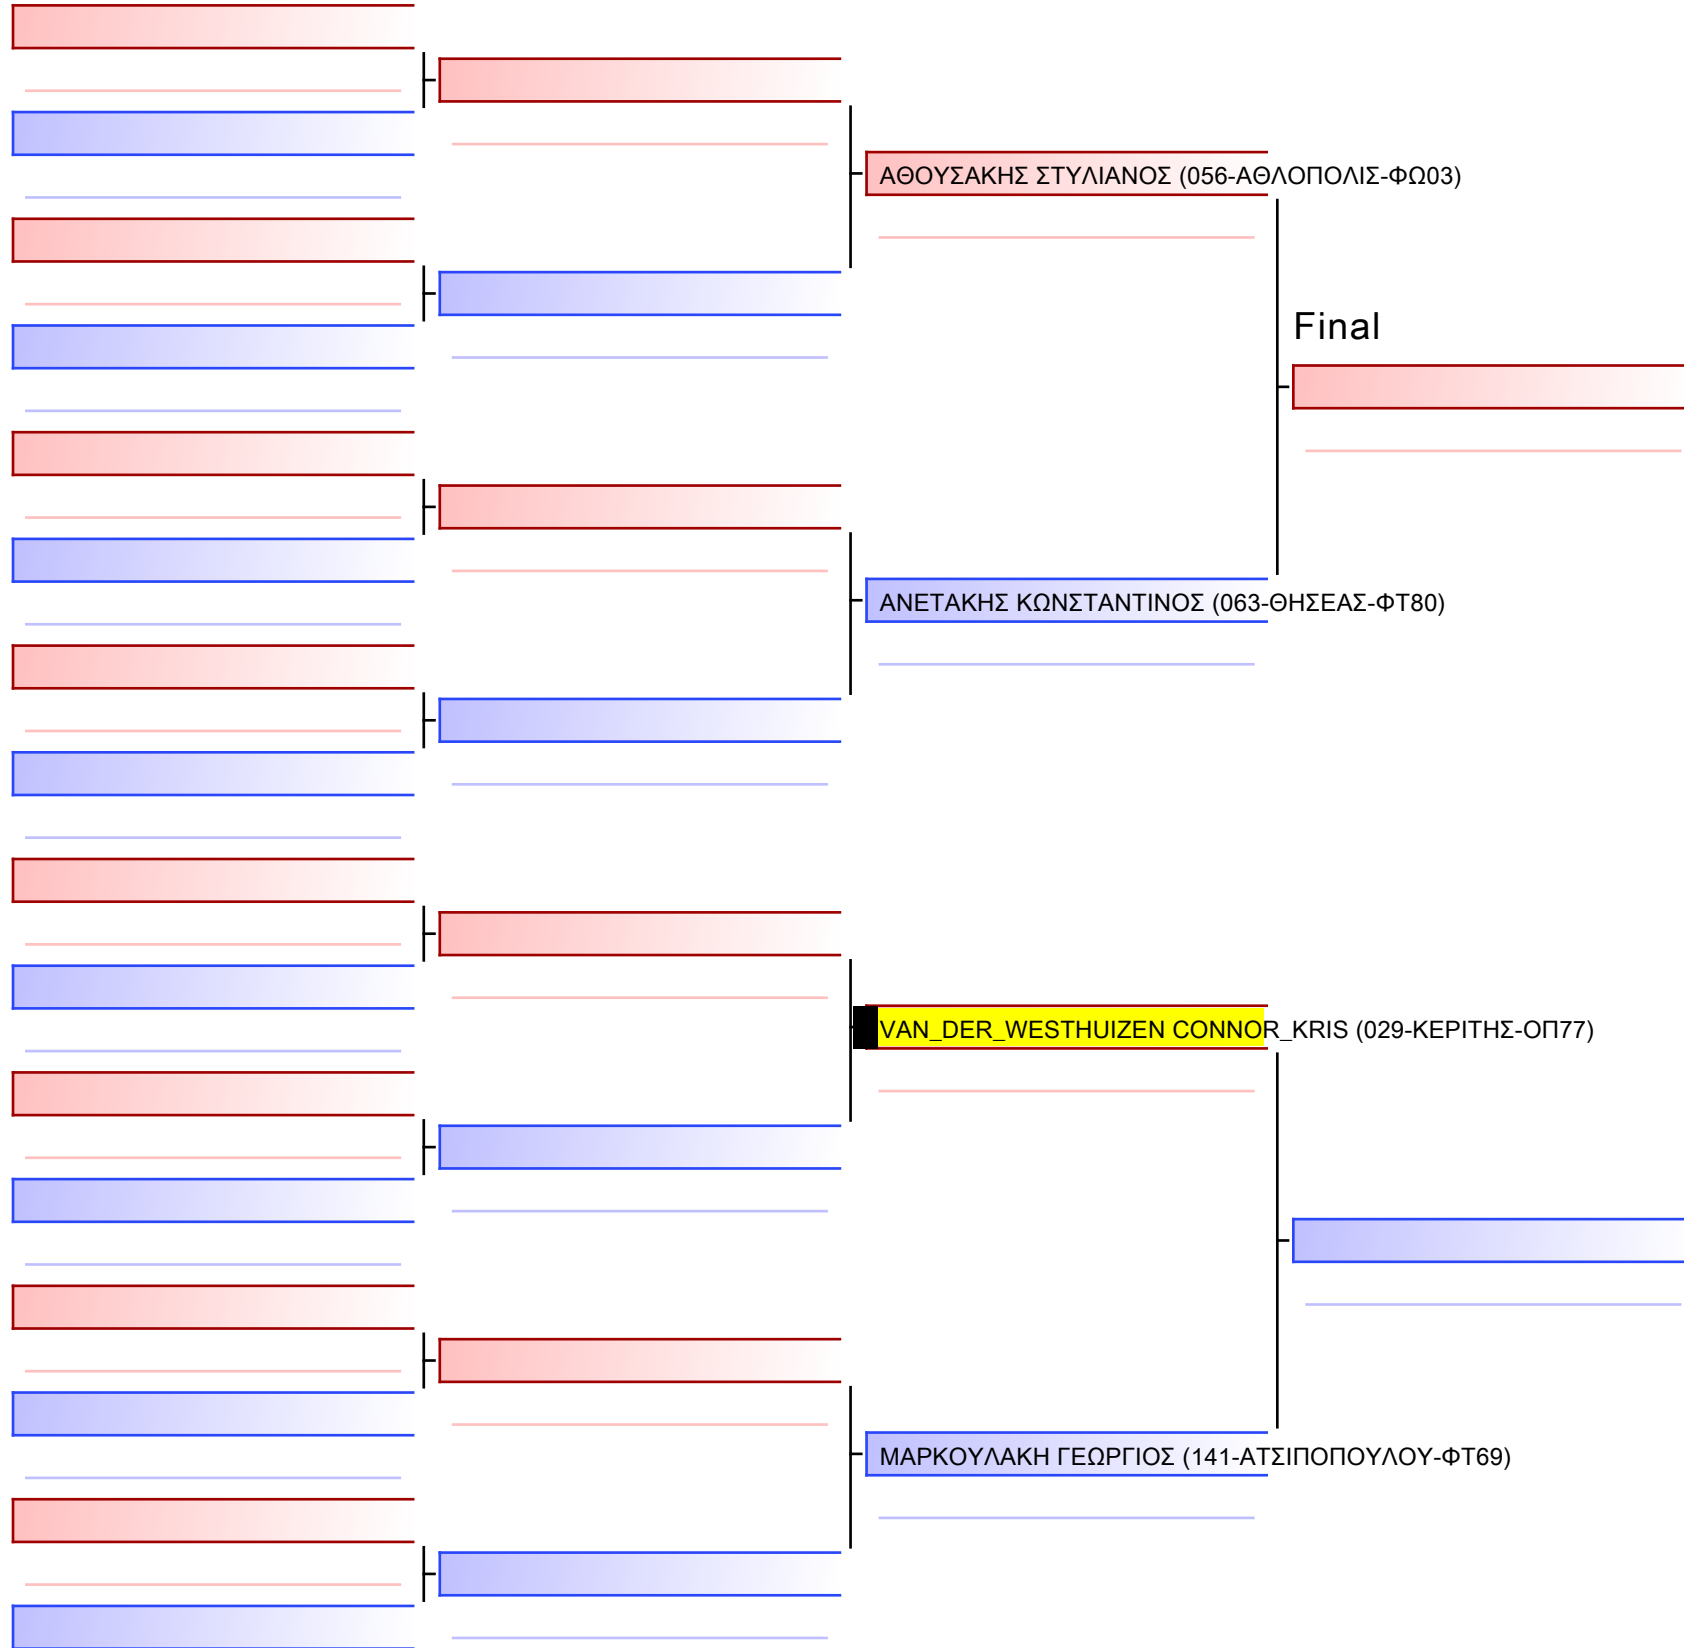 ΑΘΟΥΣΑΚΗΣ ΣΤΥΛΙΑΝΟΣ (056-ΑΘΛΟΠΟΛΙΣ-ΦΩ03)
Final
ΑΝΕΤΑΚΗΣ ΚΩΝΣΤΑΝΤΙΝΟΣ (063-ΘΗΣΕΑΣ-ΦΤ80)
VAN_DER_WESTHUIZEN CONNOR_KRIS (029-ΚΕΡΙΤΗΣ-ΟΠ77)
ΜΑΡΚΟΥΛΑΚΗ ΓΕΩΡΓΙΟΣ (141-ΑΤΣΙΠΟΠΟΥΛΟΥ-ΦΤ69)